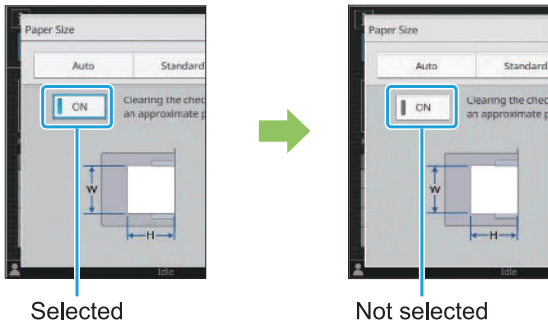 Paper Size
Auto Standard
ON Clearing the chec
an approximate p
W
H
Idle
Selected
Paper Size
Auto Standard
ON Clearing the chec
an approximate p
W
H
Idle
Not selected